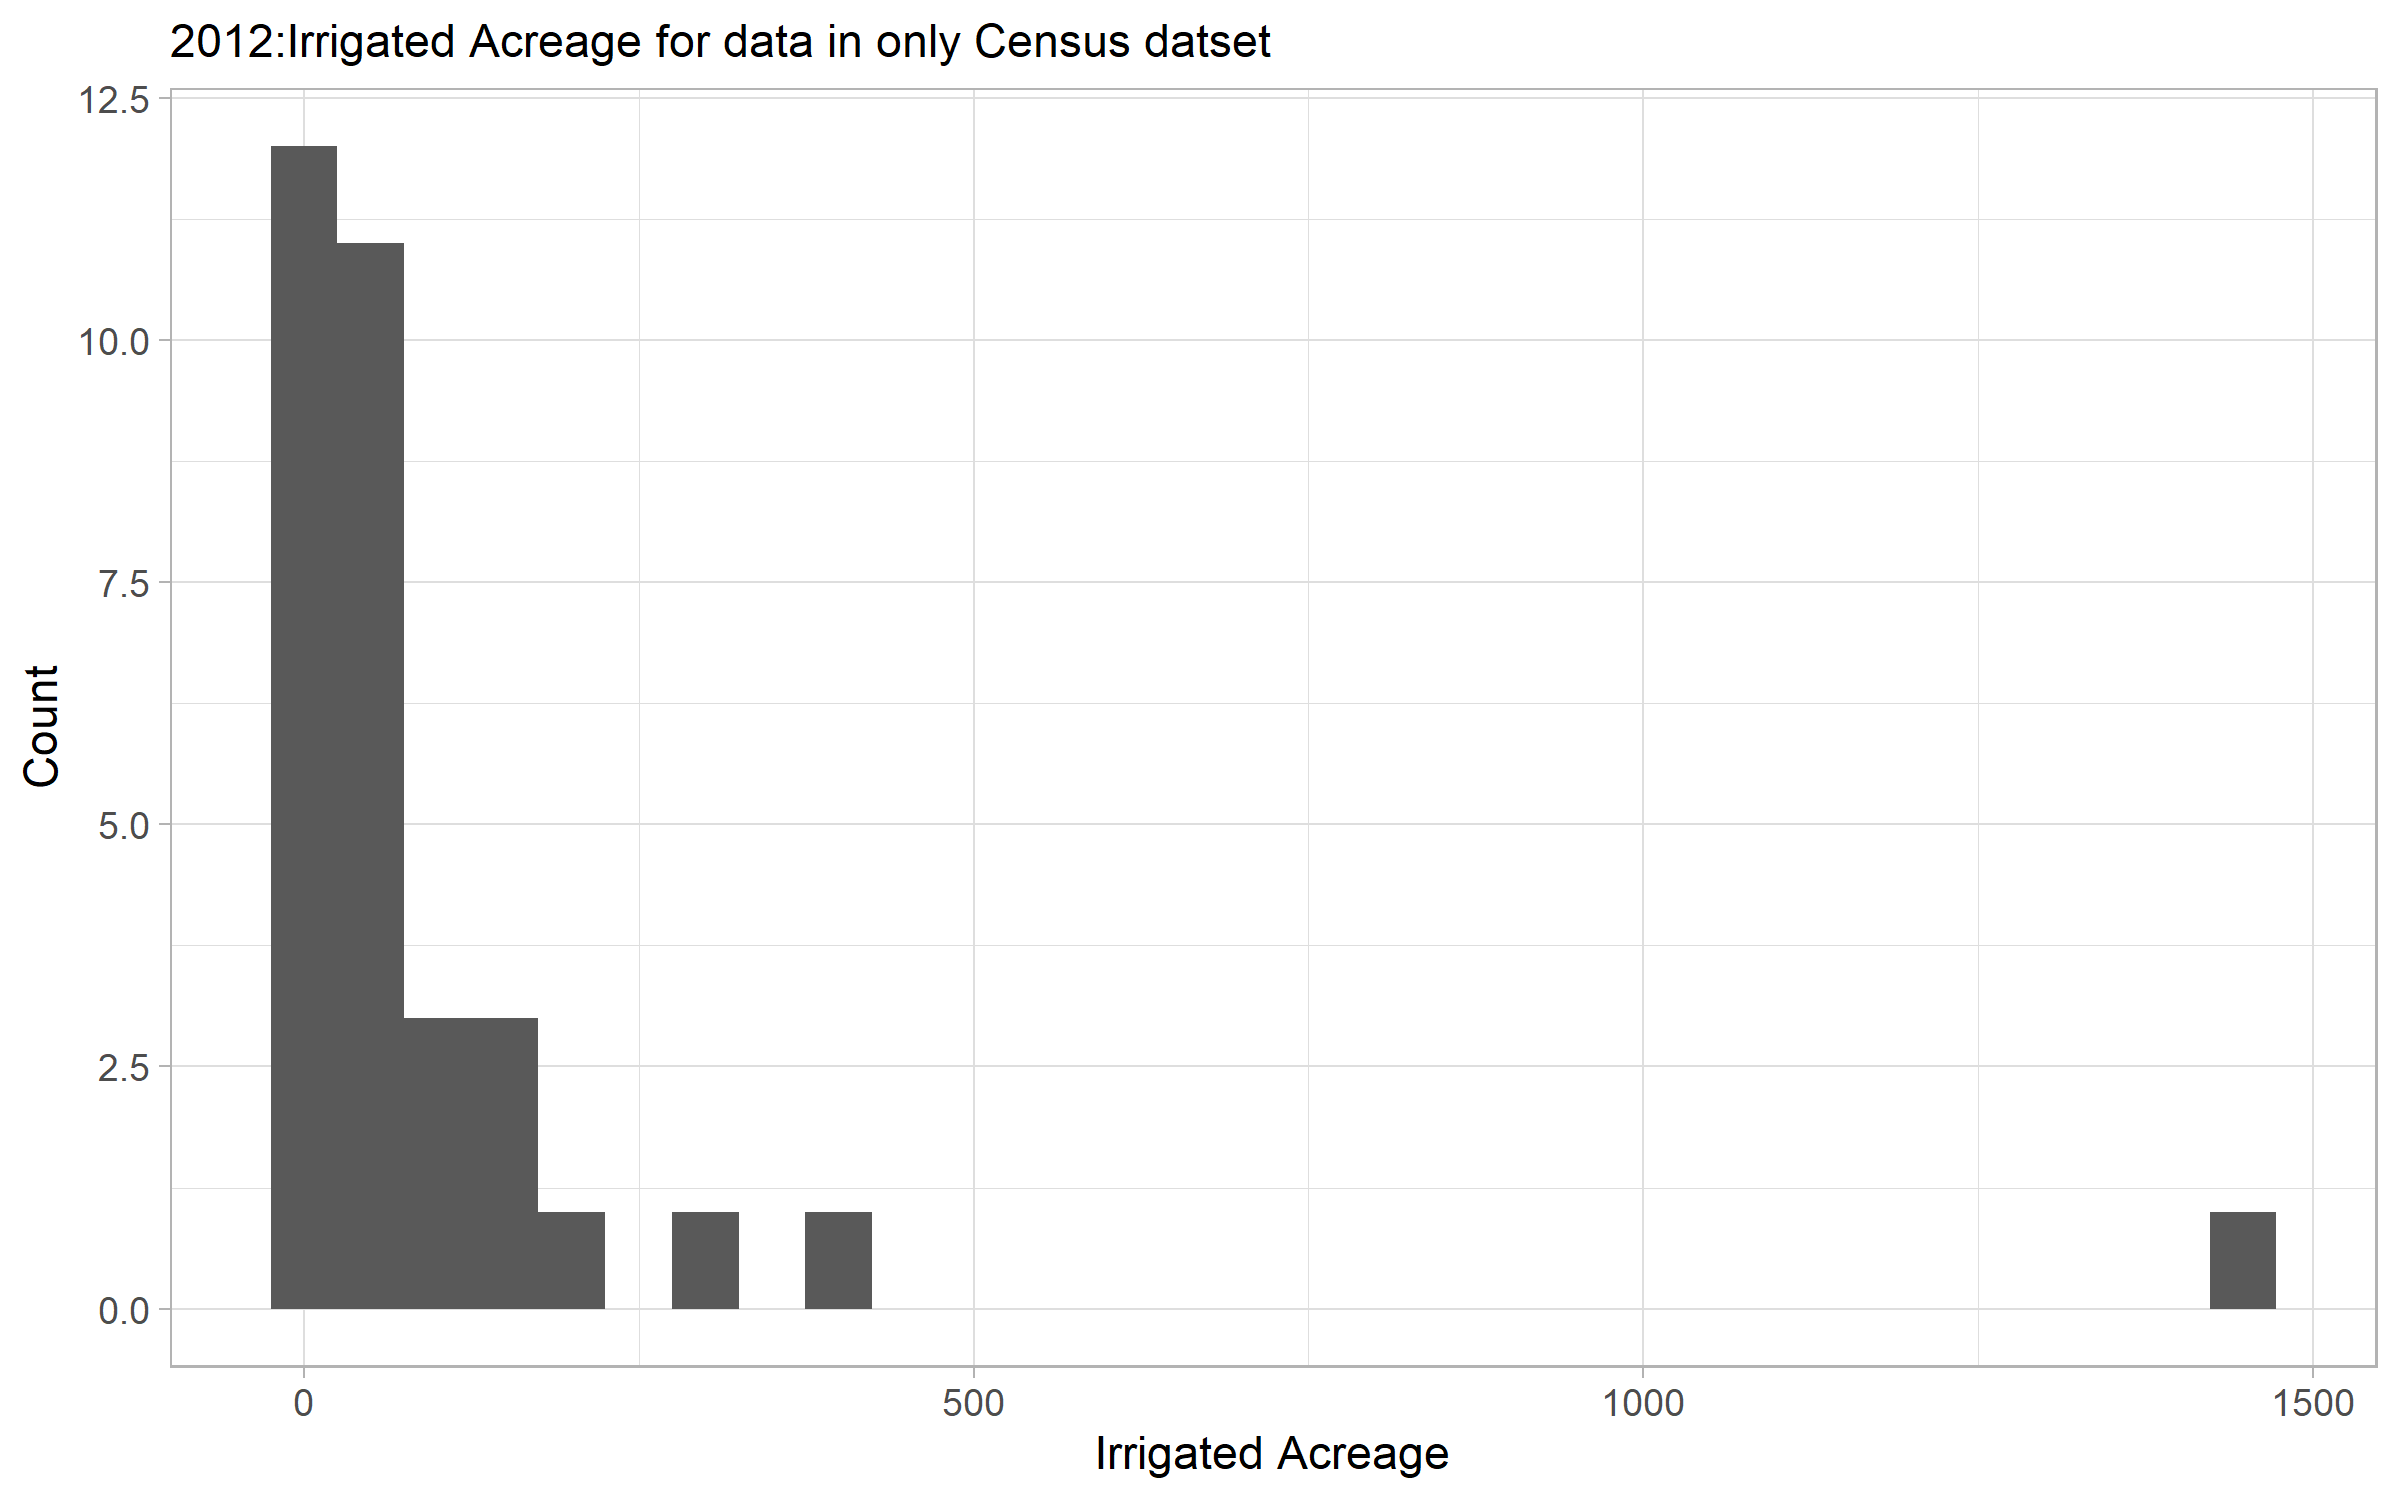 2012:Irrigated Acreage for data in only Census datset
12.5
10.0
7.5
5.0
2.5
0.0
Count
0 500 1000 1500
Irrigated Acreage